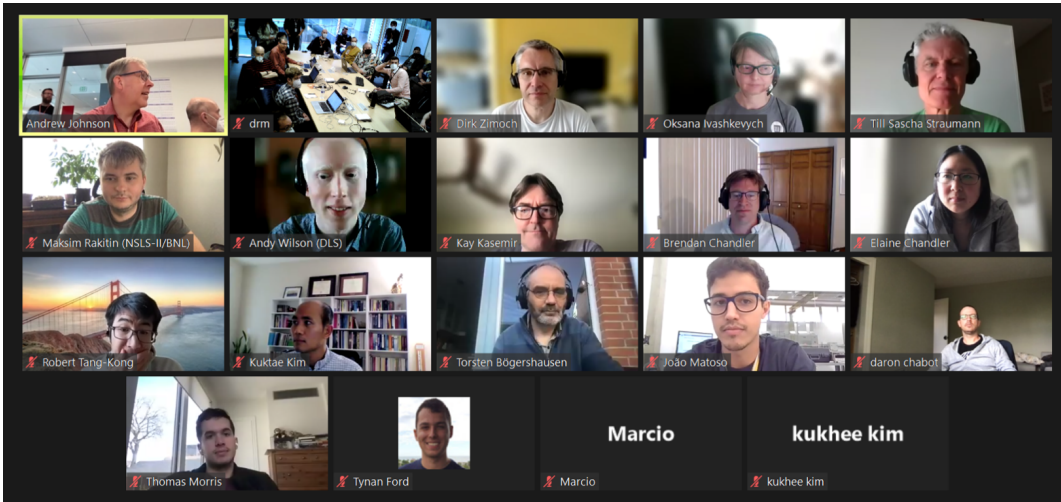 Andrew Johnson
drm
Dirk Zimoch
Oksana Ivashkevych
Till Sascha Straumann
Maksim Rakitin (NSLS-II/BNL)
Andy Wilson (DLS)
Kay Kasemir
Brendan Chandler
Elaine Chandler
Robert Tang-Kong
Kuktae Kim
Torsten Bögershausen
João Matoso
daron chabot
Thomas Morris
Tynan Ford
Marcio
Marcio
kukhee kim
kukhee kim